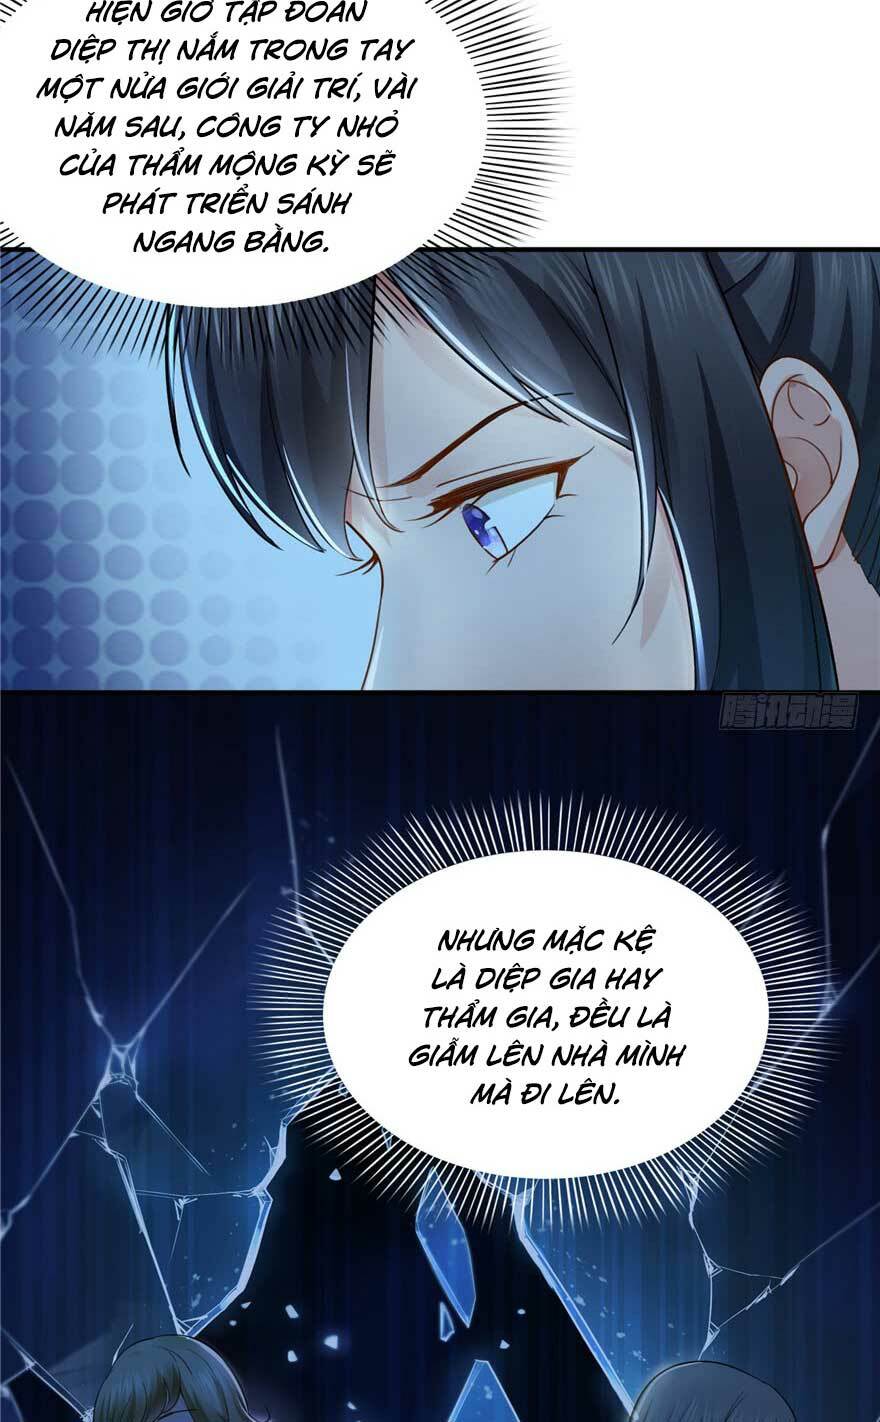 HIỆN GIỜ TẬP ĐOÀN
DIỆP THỊ NẮM TRONG TAY
MỘT NỬA GIỚI GIẢI TRÍ, VÀI
NĂM SAU, CÔNG TY NHỎ
CỦA THẨM MỘNG KỲ SẼ
PHÁT TRIỂN SÁNH
NGANG BẰNG.
腾讯动漫
NHƯNG MẶC KỆ
LÀ DIỆP GIA HAY
THẨM GIA, ĐỀU LÀ
GIẪM LÊN NHÀ MÌNH
MÀ ĐI LÊN.